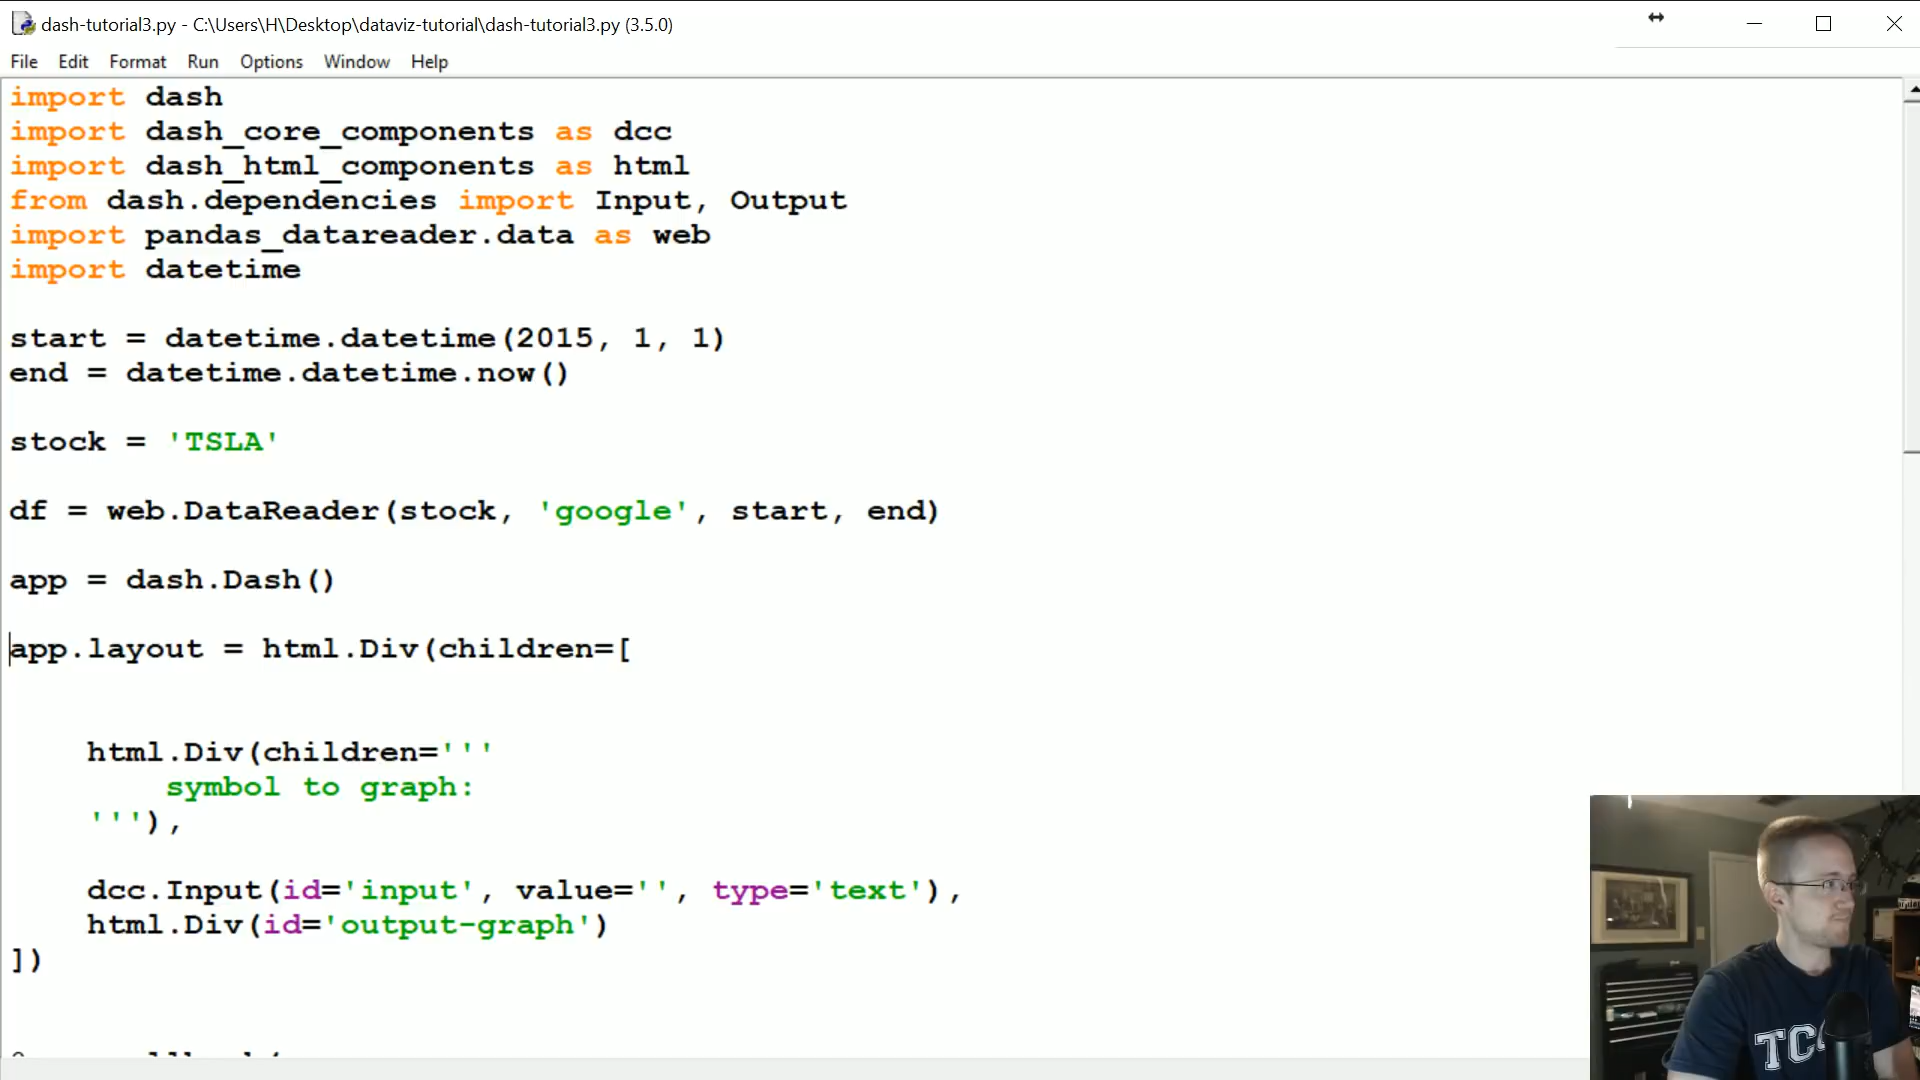 dash-tutorial3.py - C:\Users\H\Desktop\dataviz-tutorial\dash-tutorial3.py (3.5.0)
File Edit Format Run Options Window Help
import dash
import dash_core_components as dcc
import dash_html_components as html
from dash.dependencies import Input, Output
import pandas_datareader.data as web
import datetime
start = datetime.datetime(2015, 1, 1)
end = datetime.datetime.now()
stock = 'TSLA'
df = web.DataReader(stock, 'google', start, end)
app = dash.Dash()
app.layout = html.Div(children=[
html.Div(children='''
symbol to graph:
'''),
dcc.Input(id='input', value='', type='text'),
html.Div(id='output-graph')
])